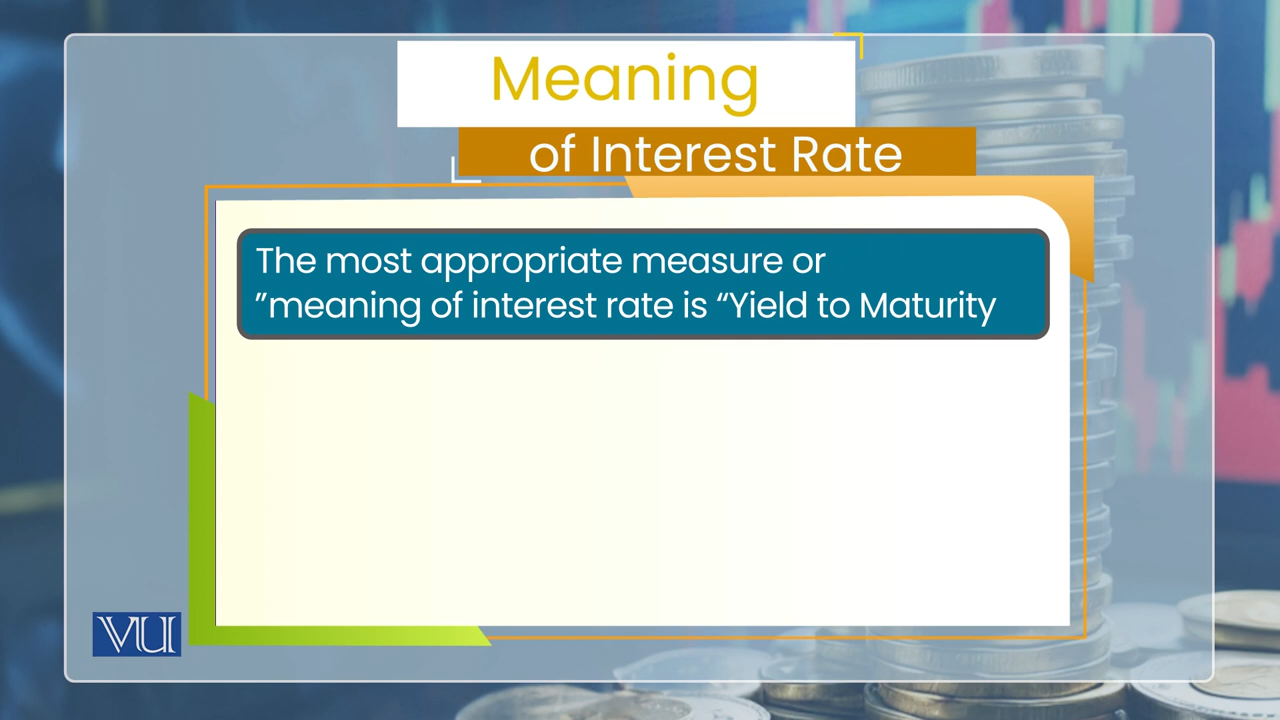 Meaning
of Interest Rate
The most appropriate measure or
”meaning of interest rate is “Yield to Maturity
VU